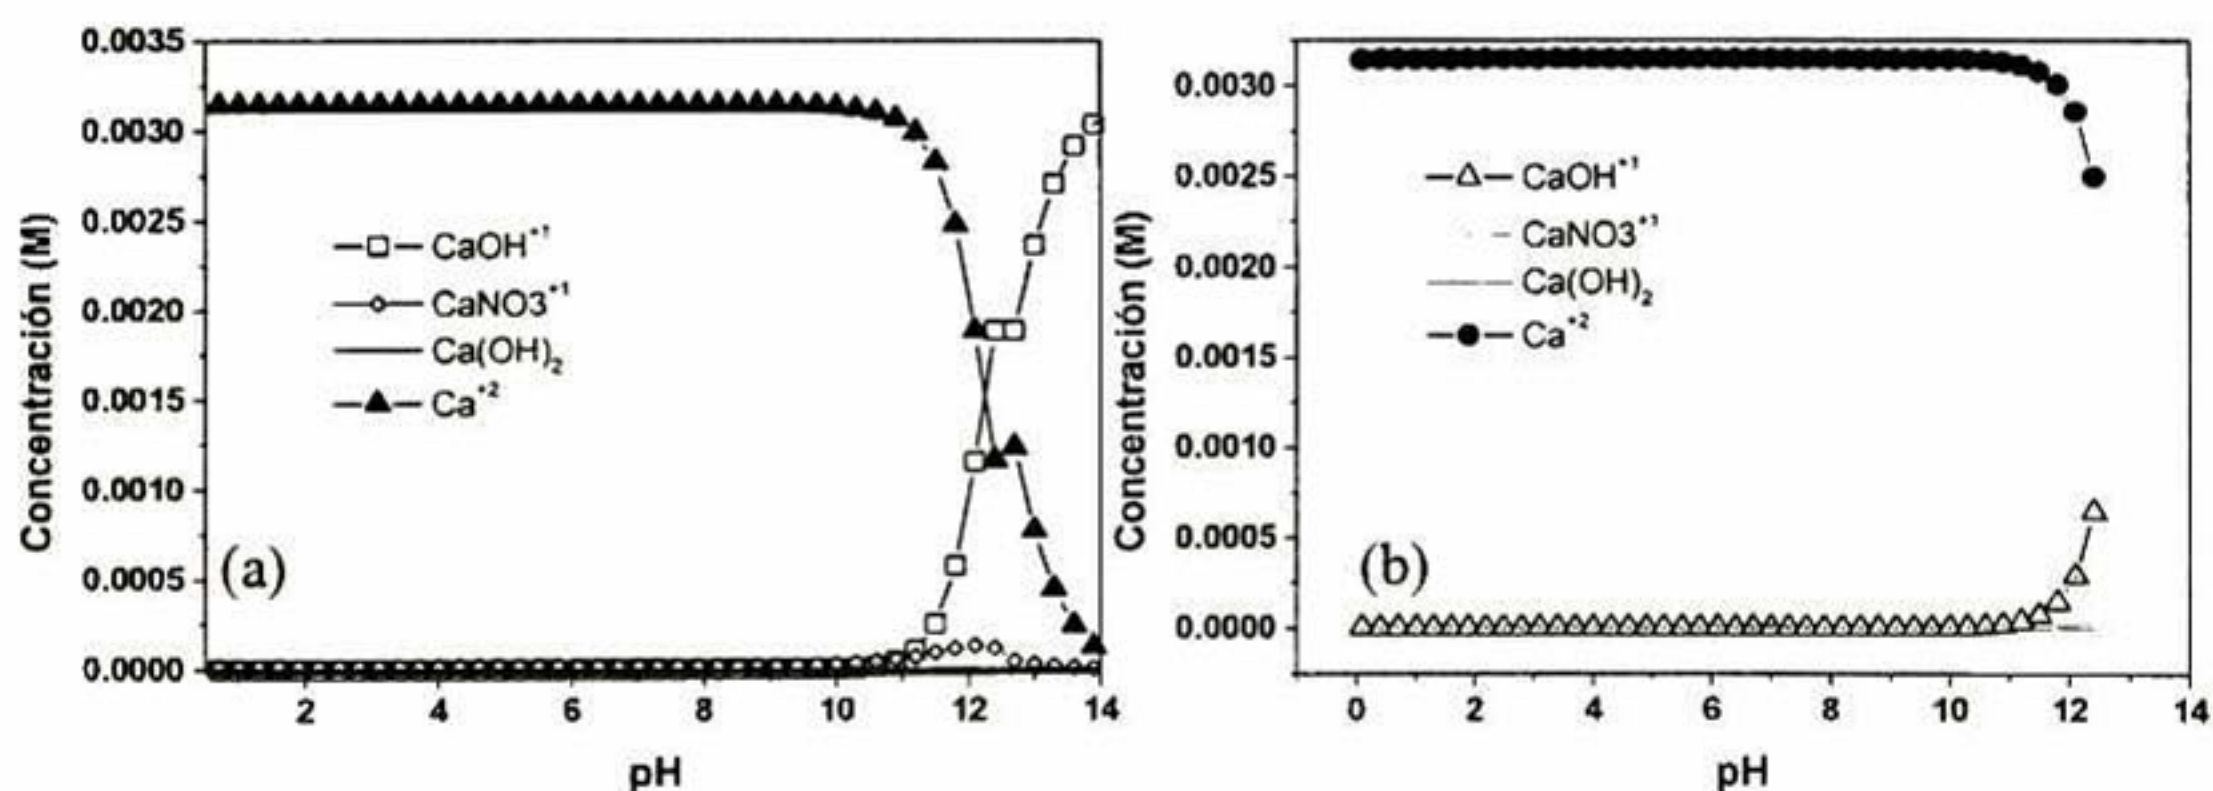 Concentración (M)
0.0035
0.0030
0.0025
0.0020
0.0015
0.0010
0.0005
0.0000
CaOH⁺¹
CaNO3⁺¹
Ca(OH)₂
Ca⁺²
(a)
2 4 6 8 10 12 14
pH
Concentración (M)
0.0030
0.0025
0.0020
0.0015
0.0010
0.0005
0.0000
CaOH⁺¹
CaNO3⁺¹
Ca(OH)₂
Ca⁺²
(b)
0 2 4 6 8 10 12 14
pH